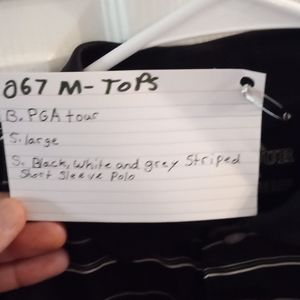 067 M-TOPS
B. PGA tour
S. large
S. Black, white and grey Striped
Short Sleeve Polo